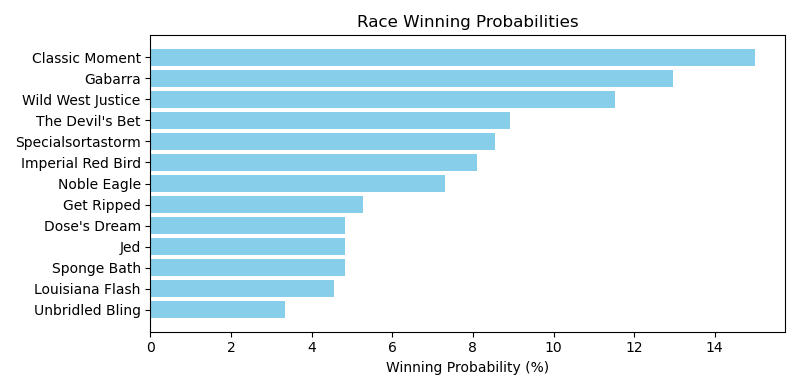 Race Winning Probabilities
Classic Moment
Gabarra
Wild West Justice
The Devil's Bet
Specialsortastorm
Imperial Red Bird
Noble Eagle
Get Ripped
Dose's Dream
Jed
Sponge Bath
Louisiana Flash
Unbridled Bling
0 2 4 6 8 10 12 14
Winning Probability (%)